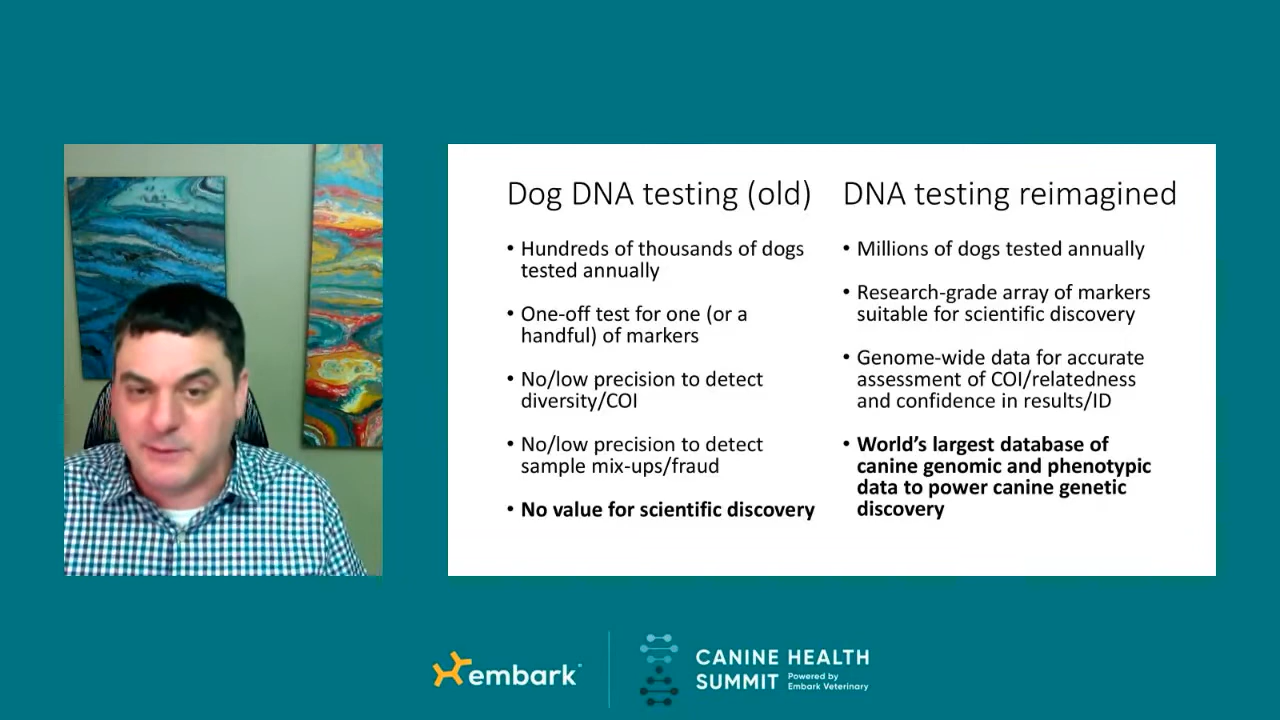 Dog DNA testing (old)
• Hundreds of thousands of dogs
tested annually
• One-off test for one (or a
handful) of markers
• No/low precision to detect
diversity/COI
• No/low precision to detect
sample mix-ups/fraud
• No value for scientific discovery
DNA testing reimagined
• Millions of dogs tested annually
• Research-grade array of markers
suitable for scientific discovery
• Genome-wide data for accurate
assessment of COI/relatedness
and confidence in results/ID
• World’s largest database of
canine genomic and phenotypic
data to power canine genetic
discovery
embark
CANINE HEALTH
SUMMIT
Powered by
Embark Veterinary